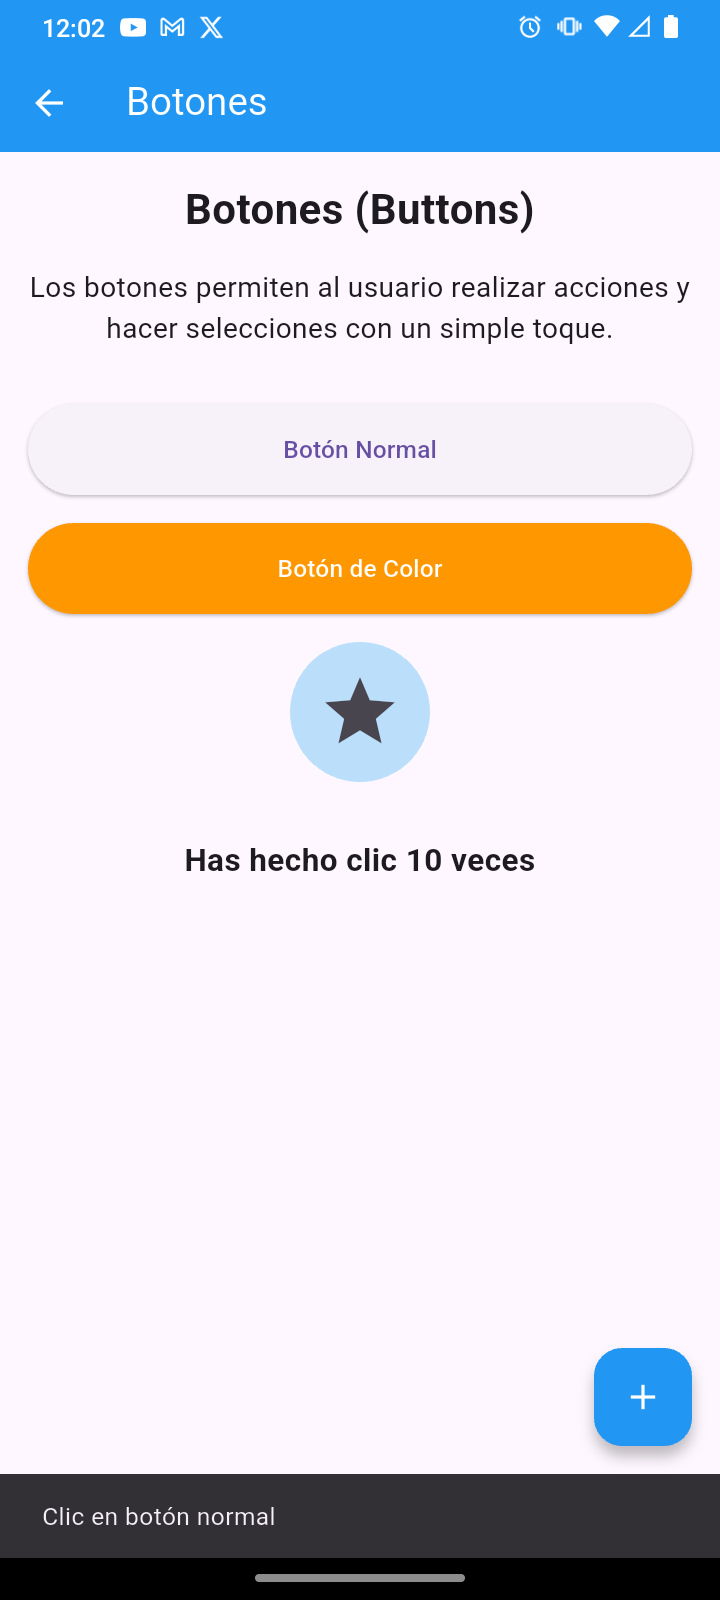 12:02
Botones
Botones (Buttons)
Los botones permiten al usuario realizar acciones y
hacer selecciones con un simple toque.
Botón Normal
Botón de Color
Has hecho clic 10 veces
Clic en botón normal